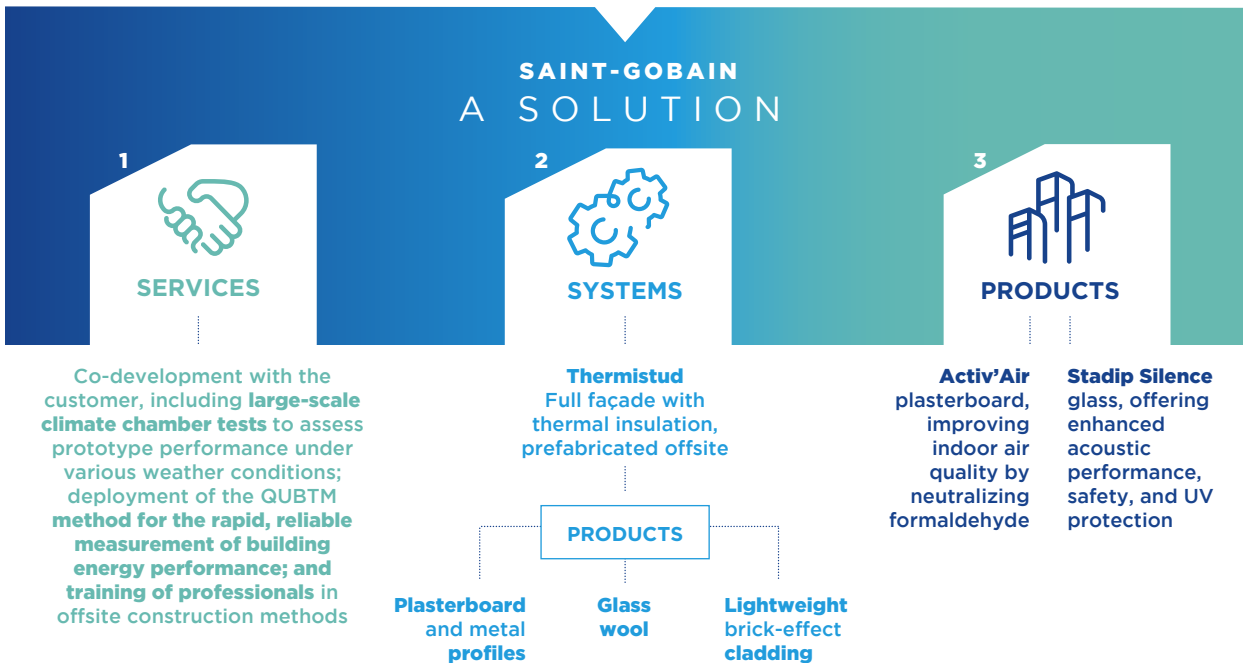 SAINT-GOBAIN
A SOLUTION
1
SERVICES
Co-development with the
customer, including large-scale
climate chamber tests to assess
prototype performance under
various weather conditions;
deployment of the QUBTM
method for the rapid, reliable
measurement of building
energy performance; and
training of professionals in
offsite construction methods
2
SYSTEMS
Thermistud
Full façade with
thermal insulation,
prefabricated offsite
PRODUCTS
Plasterboard
and metal
profiles
Glass
wool
Lightweight
brick-effect
cladding
3
PRODUCTS
Activ’Air
plasterboard,
improving
indoor air
quality by
neutralizing
formaldehyde
Stadip Silence
glass, offering
enhanced
acoustic
performance,
safety, and UV
protection